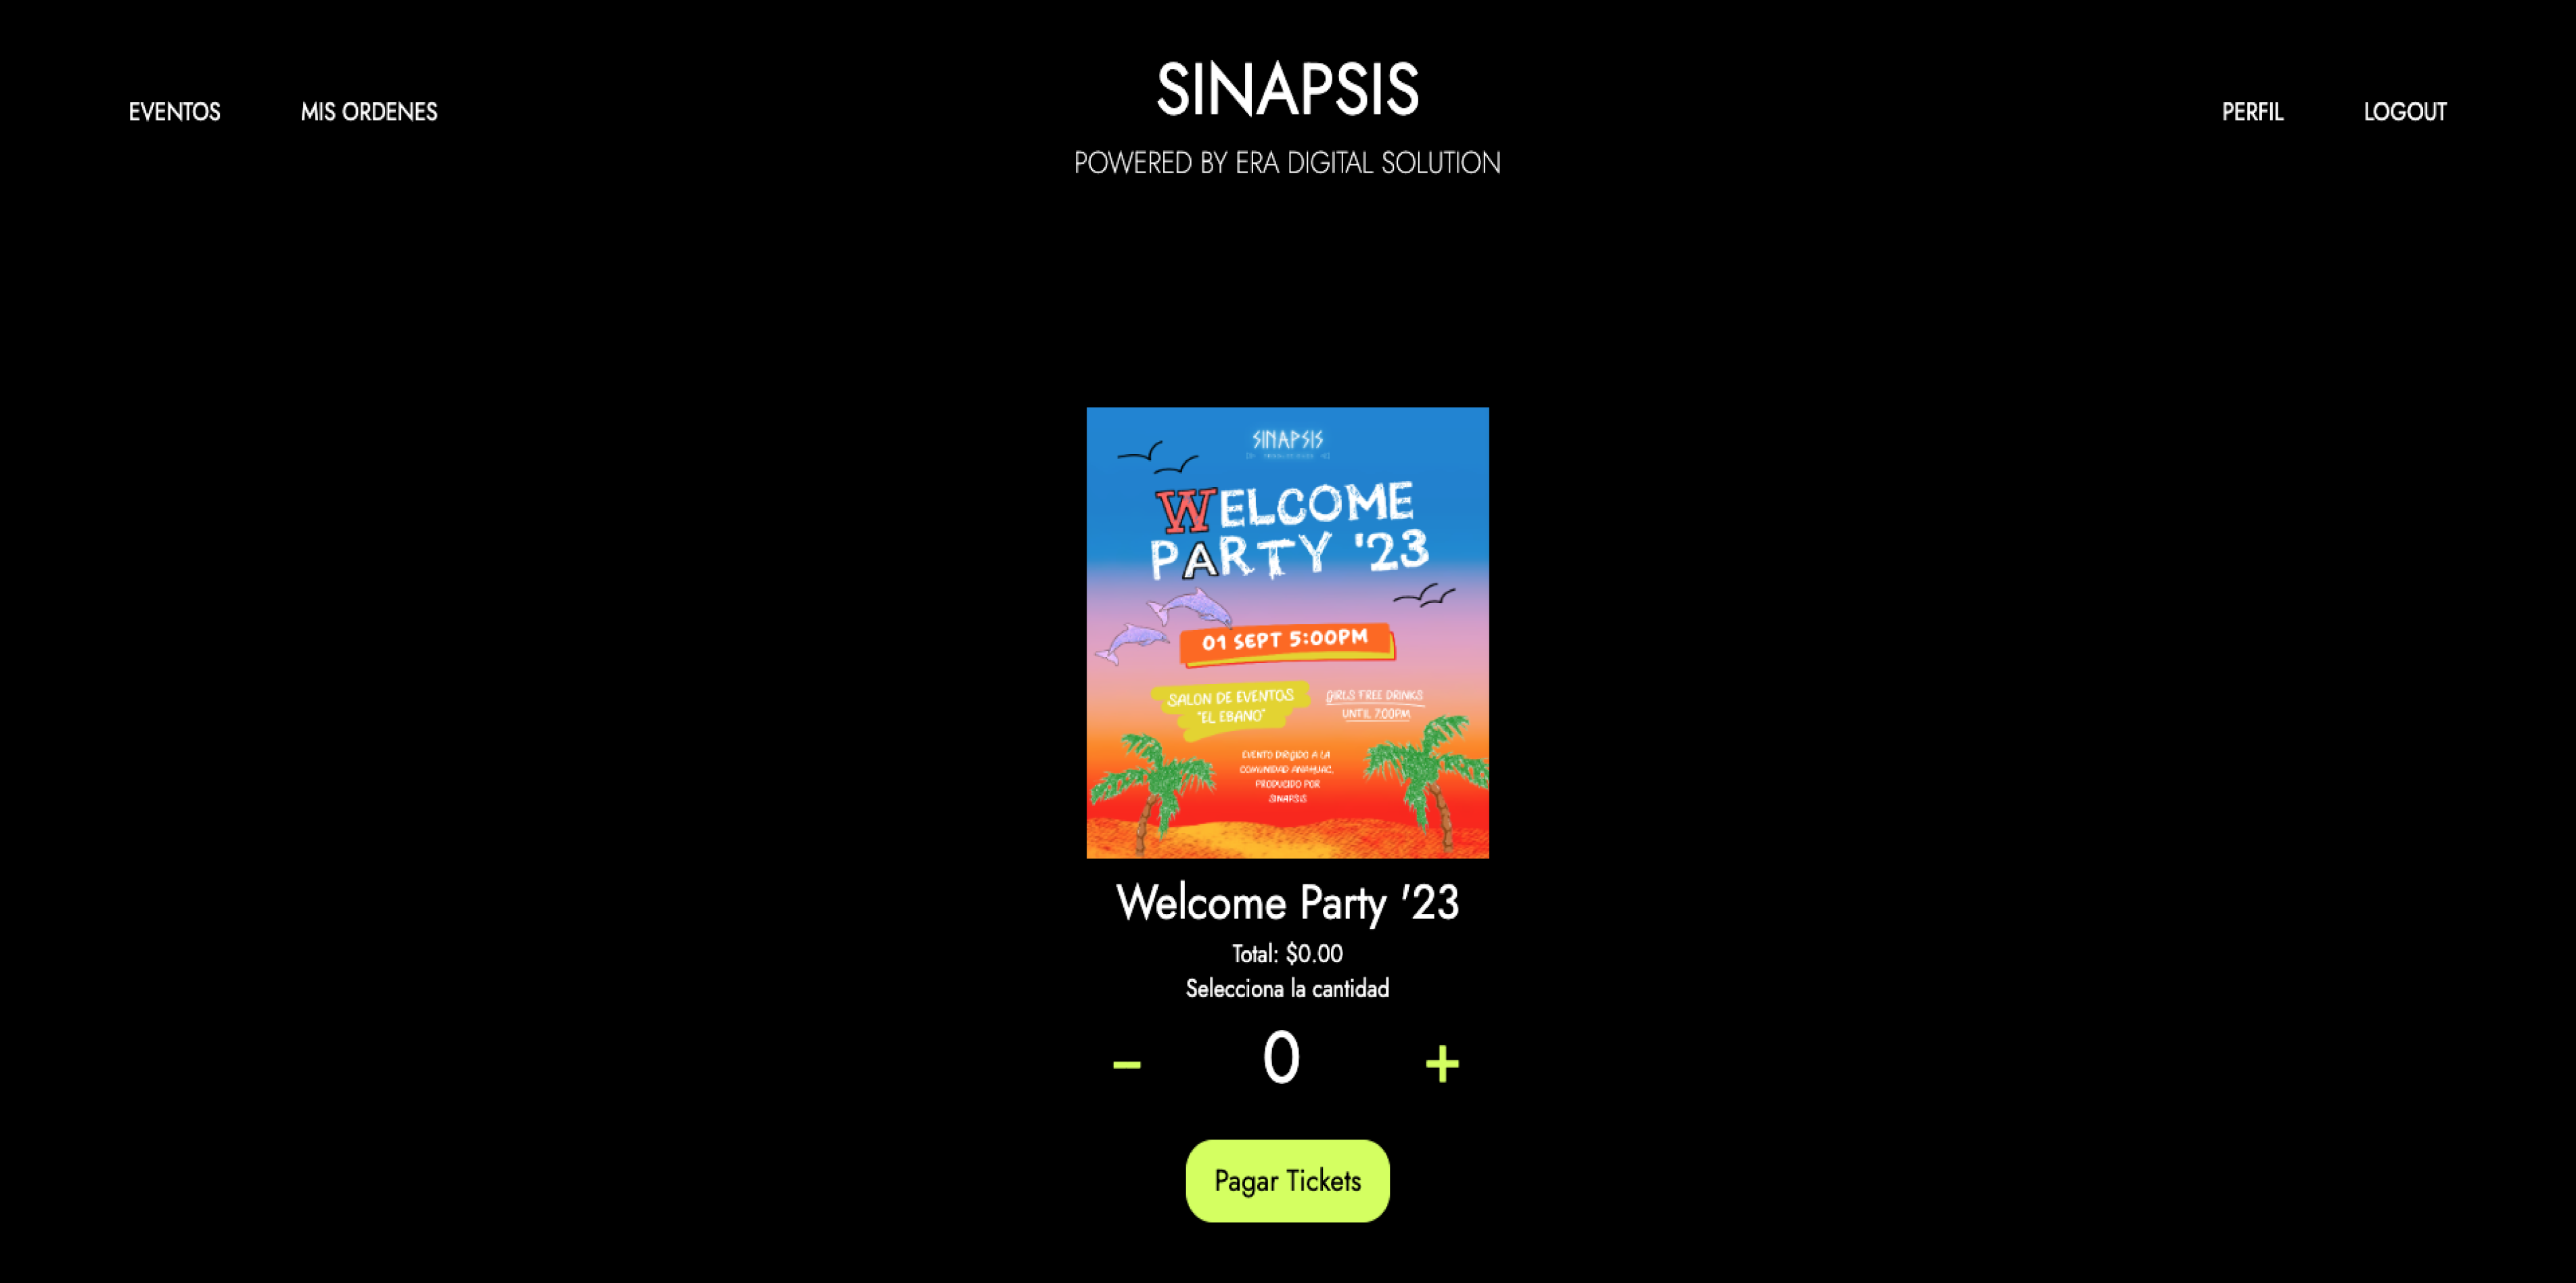 EVENTOS
MIS ORDENES
SINAPSIS
POWERED BY ERA DIGITAL SOLUTION
PERFIL
LOGOUT
SINAPSIS
WELCOME
PARTY '23
01 SEPT 5:00PM
SALON DE EVENTOS
"EL EBANO"
GIRLS FREE DRINKS
UNTIL 7:00PM
EVENTO DIRIGIDO A LA
COMUNIDAD ANAHUAC.
PRODUCIDO POR
SINAPSIS
Welcome Party '23
Total: $0.00
Selecciona la cantidad
- 0 +
Pagar Tickets